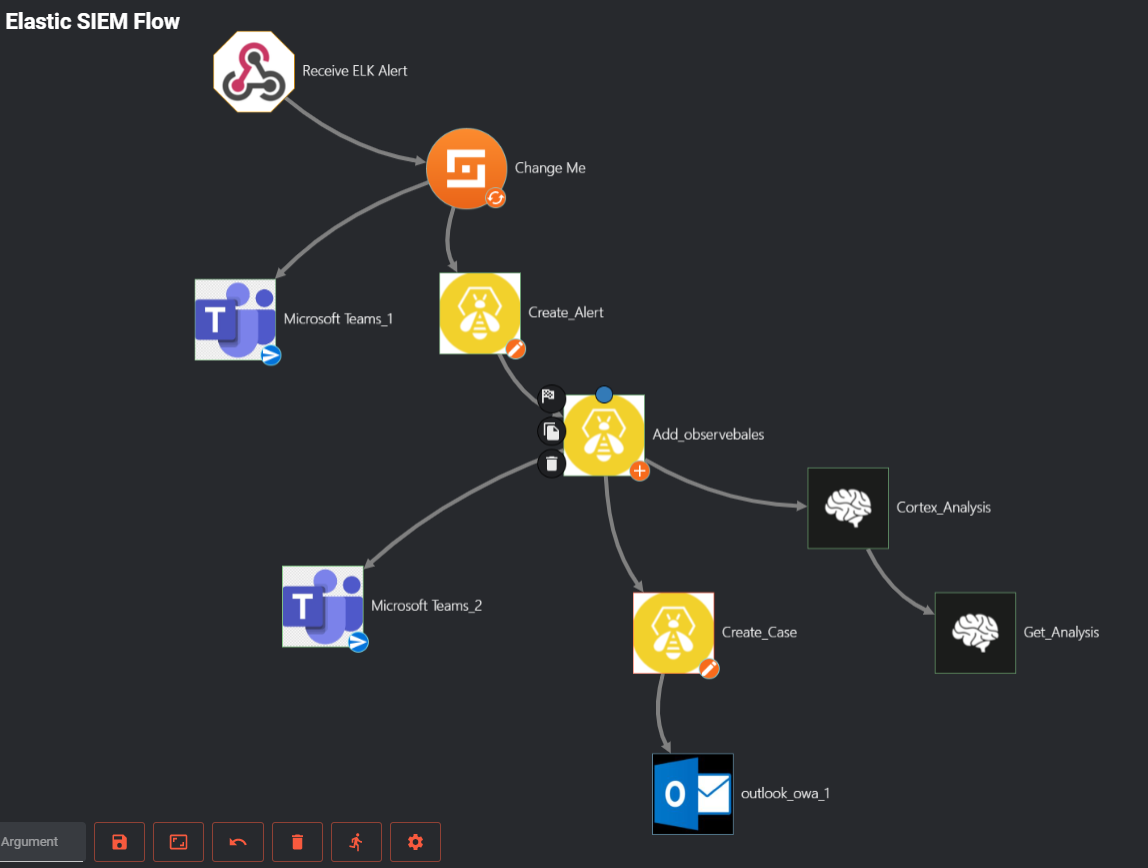 Elastic SIEM Flow
Receive ELK Alert
Change Me
Microsoft Teams_1
Create_Alert
Add_observebales
Cortex_Analysis
Microsoft Teams_2
Create_Case
Get_Analysis
outlook_owa_1
Argument